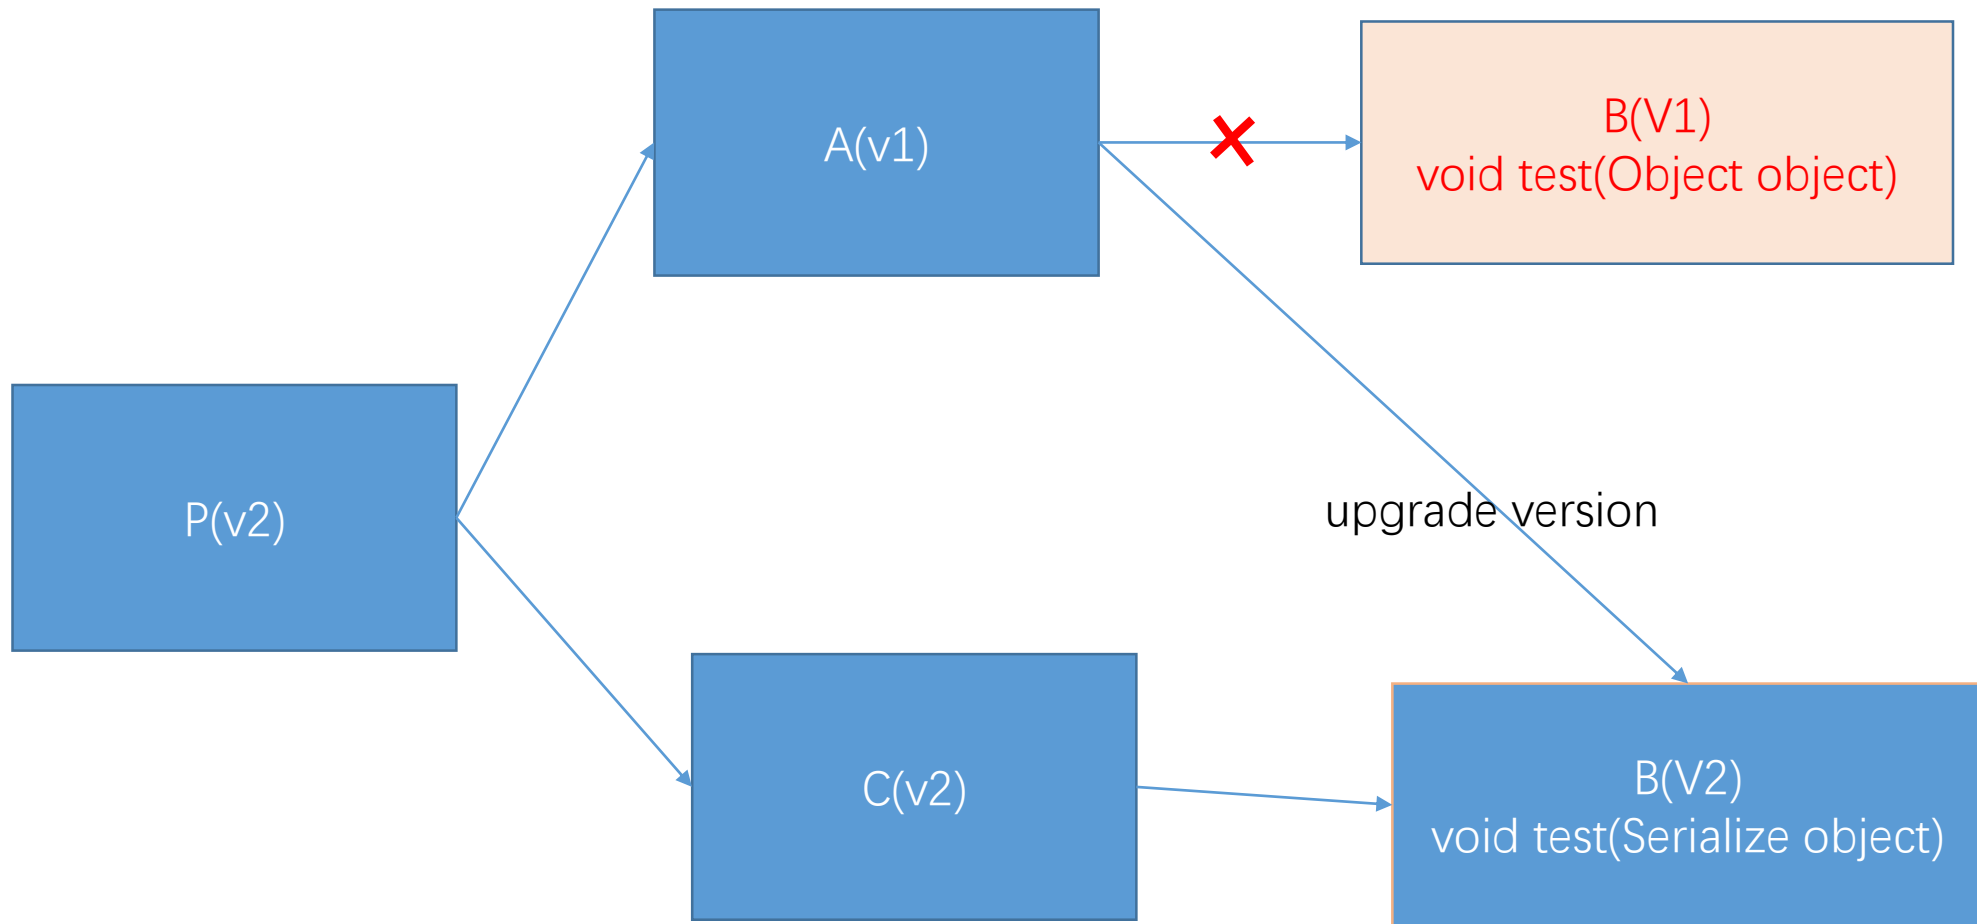 A(v1)
B(V1)
void test(Object object)
P(v2)
upgrade version
C(v2)
B(V2)
void test(Serialize object)